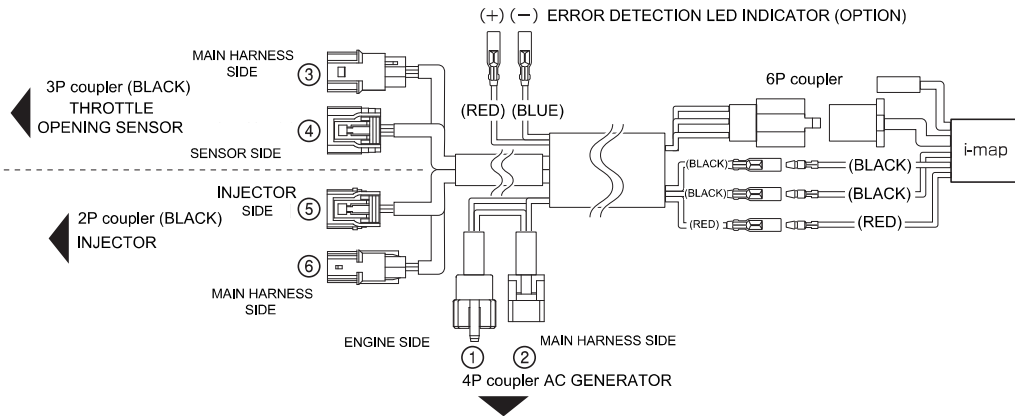 (+) (−) ERROR DETECTION LED INDICATOR (OPTION)
MAIN HARNESS
SIDE
③
3P coupler (BLACK)
THROTTLE
OPENING SENSOR
④
SENSOR SIDE
(RED) (BLUE)
6P coupler
i-map
(BLACK)
(BLACK)
(BLACK)
(BLACK)
(RED)
(RED)
INJECTOR
SIDE
⑤
2P coupler (BLACK)
INJECTOR
⑥
MAIN HARNESS
SIDE
ENGINE SIDE
MAIN HARNESS SIDE
① ②
4P coupler AC GENERATOR